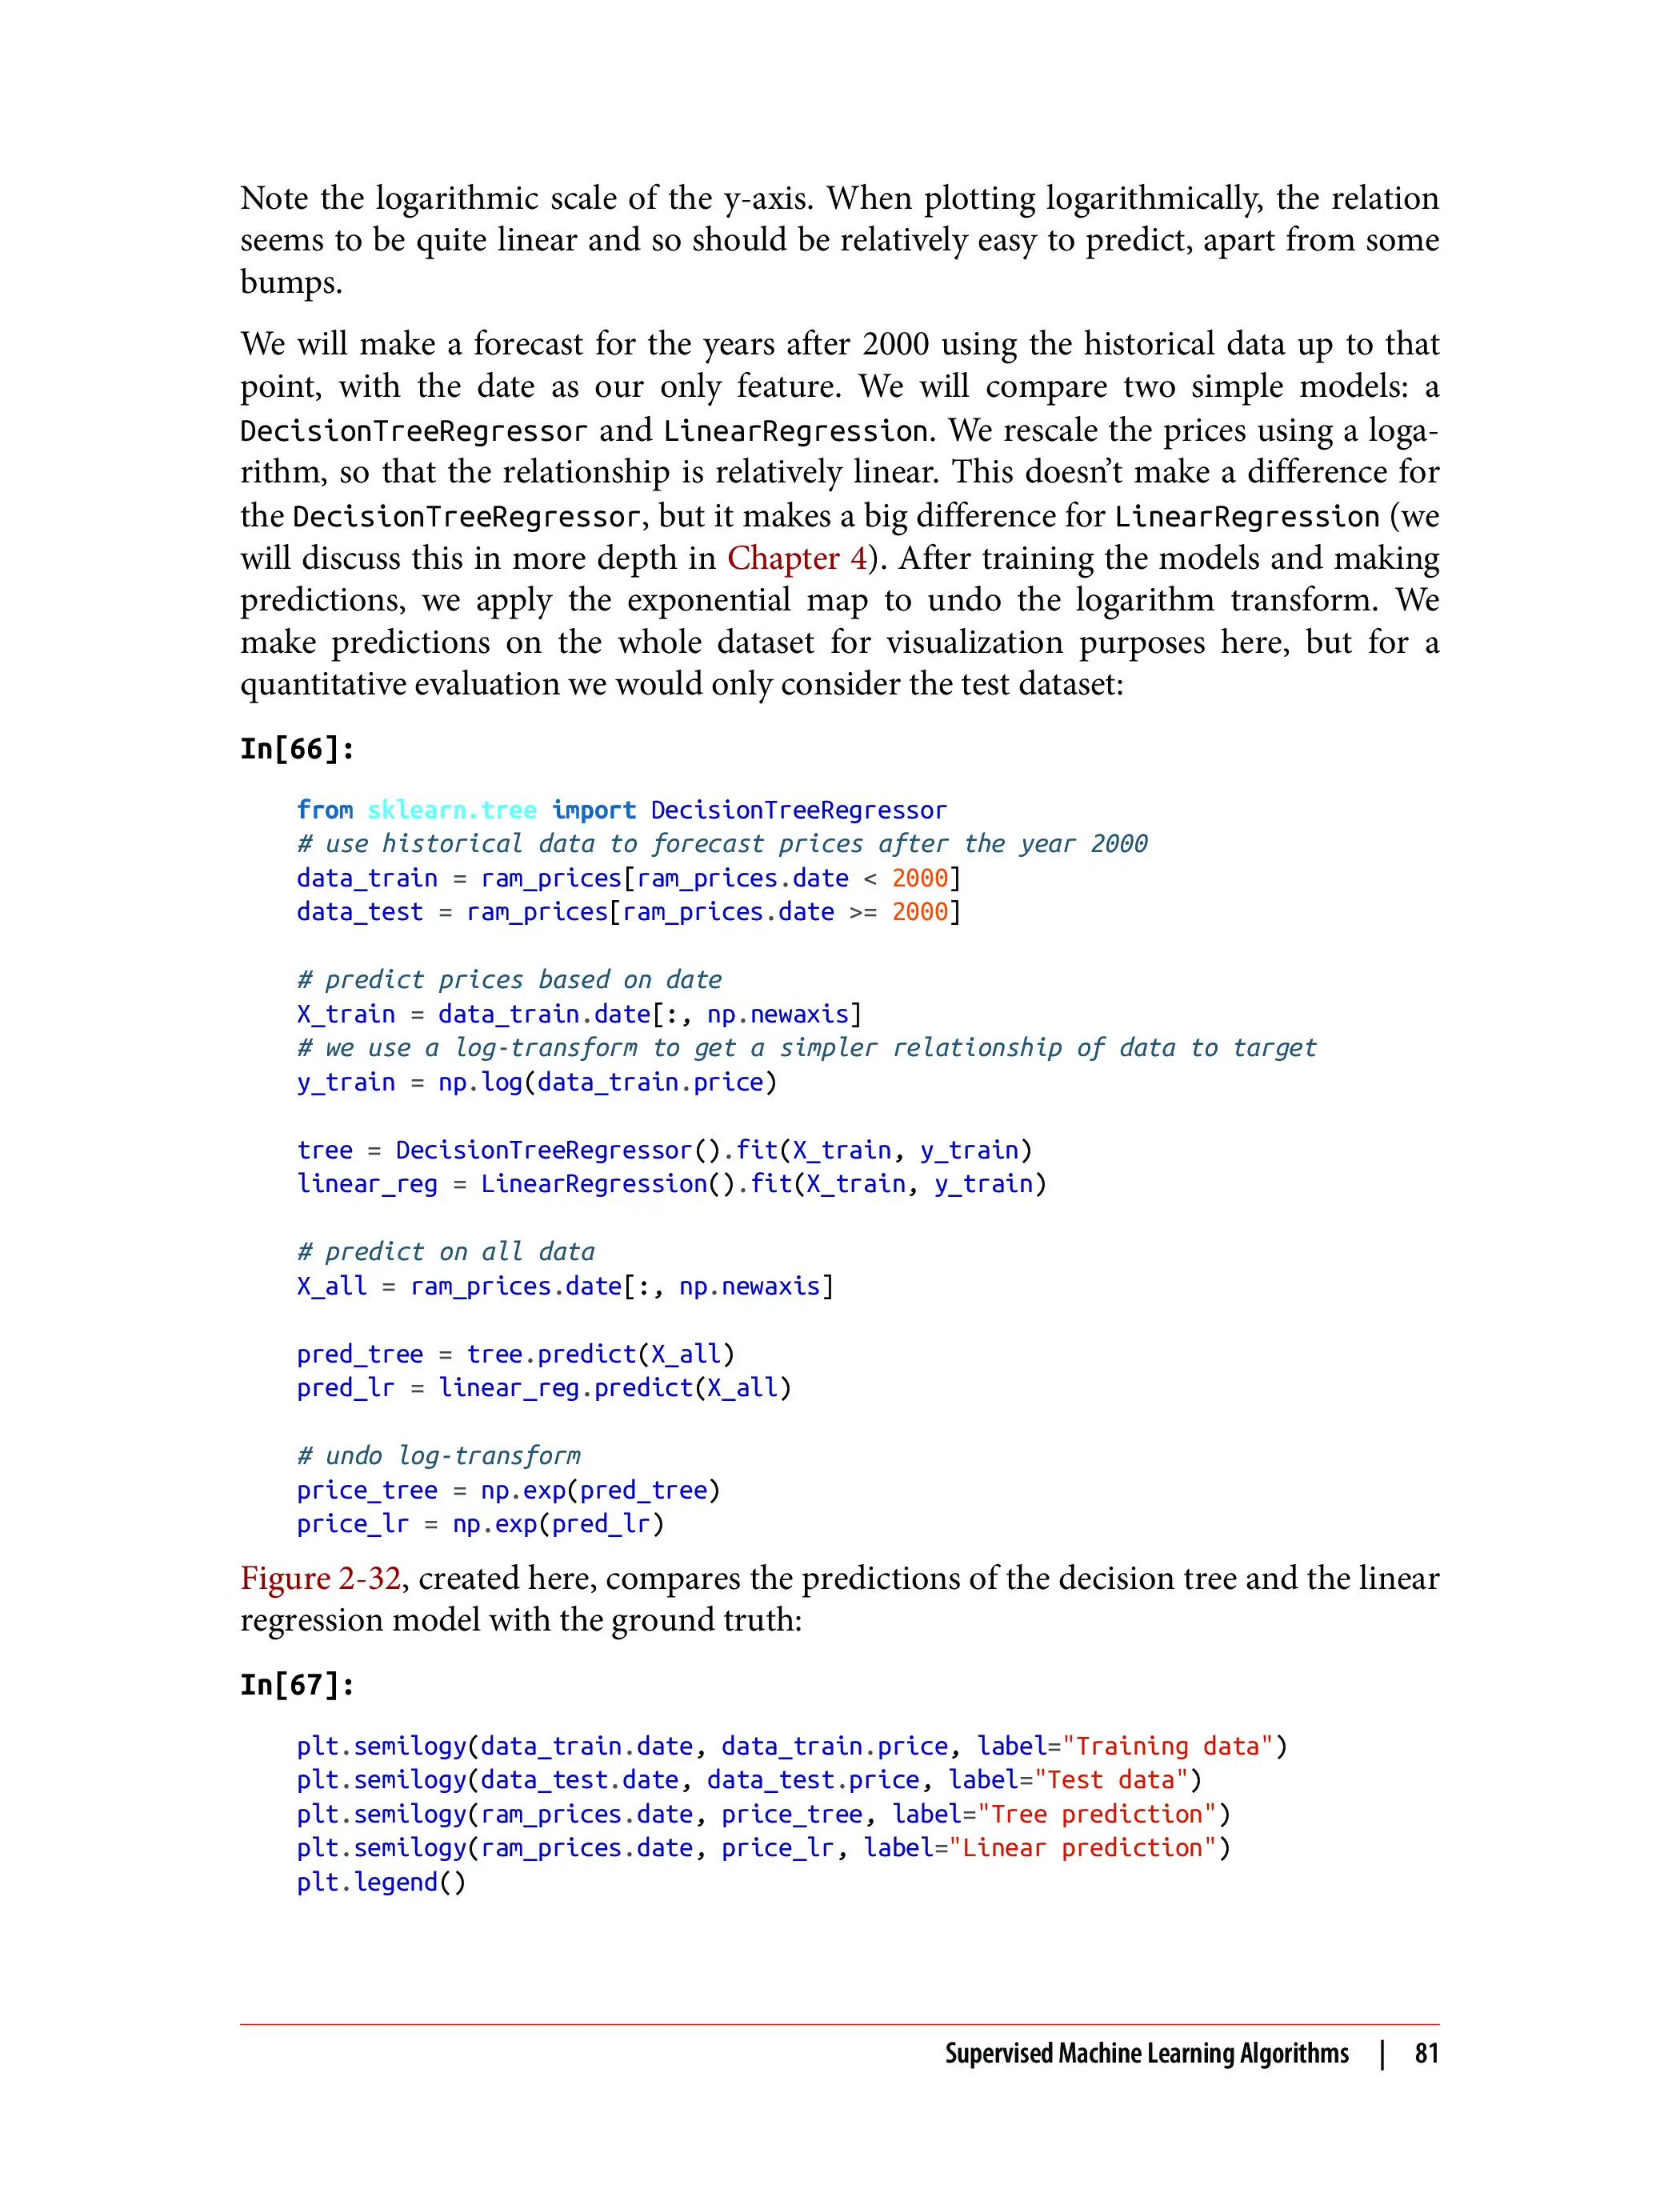 Note the logarithmic scale of the y-axis. When plotting logarithmically, the relation
seems to be quite linear and so should be relatively easy to predict, apart from some
bumps.
We will make a forecast for the years after 2000 using the historical data up to that
point, with the date as our only feature. We will compare two simple models: a
DecisionTreeRegressor and LinearRegression. We rescale the prices using a loga-
rithm, so that the relationship is relatively linear. This doesn’t make a difference for
the DecisionTreeRegressor, but it makes a big difference for LinearRegression (we
will discuss this in more depth in Chapter 4). After training the models and making
predictions, we apply the exponential map to undo the logarithm transform. We
make predictions on the whole dataset for visualization purposes here, but for a
quantitative evaluation we would only consider the test dataset:
In[66]:
from sklearn.tree import DecisionTreeRegressor
# use historical data to forecast prices after the year 2000
data_train = ram_prices[ram_prices.date < 2000]
data_test = ram_prices[ram_prices.date >= 2000]
# predict prices based on date
X_train = data_train.date[:, np.newaxis]
# we use a log-transform to get a simpler relationship of data to target
y_train = np.log(data_train.price)
tree = DecisionTreeRegressor().fit(X_train, y_train)
linear_reg = LinearRegression().fit(X_train, y_train)
# predict on all data
X_all = ram_prices.date[:, np.newaxis]
pred_tree = tree.predict(X_all)
pred_lr = linear_reg.predict(X_all)
# undo log-transform
price_tree = np.exp(pred_tree)
price_lr = np.exp(pred_lr)
Figure 2-32, created here, compares the predictions of the decision tree and the linear
regression model with the ground truth:
In[67]:
plt.semilogy(data_train.date, data_train.price, label="Training data")
plt.semilogy(data_test.date, data_test.price, label="Test data")
plt.semilogy(ram_prices.date, price_tree, label="Tree prediction")
plt.semilogy(ram_prices.date, price_lr, label="Linear prediction")
plt.legend()
Supervised Machine Learning Algorithms | 81